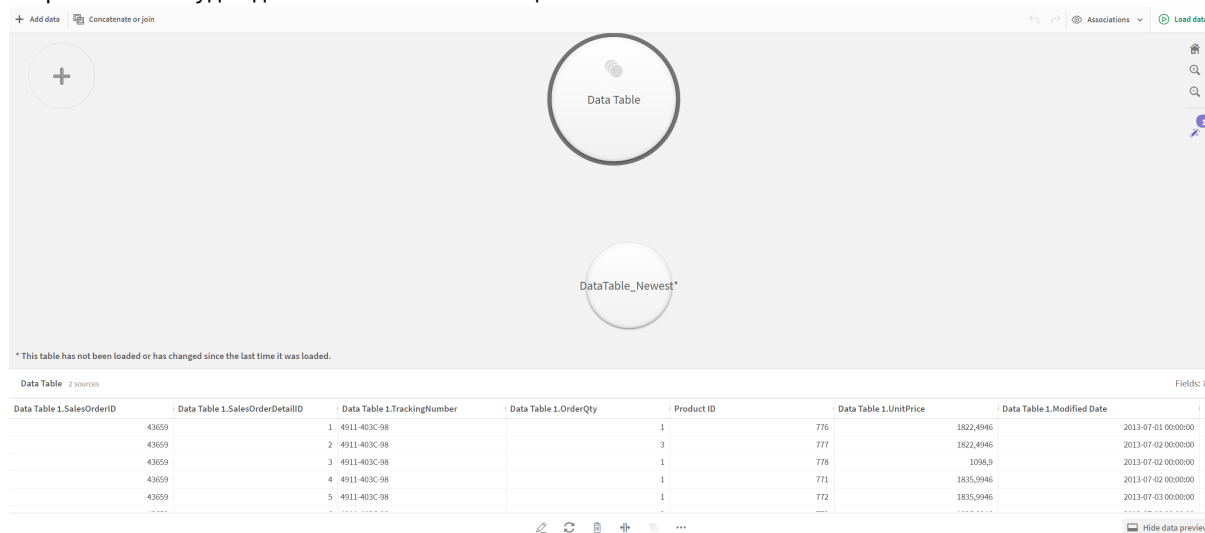 + Add data Concatenate or join Associations Load data
Data Table
DataTable_Newest*
* This table has not been loaded or has changed since the last time it was loaded.
Data Table 2 sources Fields:
Data Table 1.SalesOrderID Data Table 1.SalesOrderDetailID Data Table 1.TrackingNumber Data Table 1.OrderQty Product ID Data Table 1.UnitPrice Data Table 1.Modified Date
43659 1 4911-403C-98 1 776 1822,4946 2013-07-01 00:00:00
43659 2 4911-403C-98 3 777 1822,4946 2013-07-02 00:00:00
43659 3 4911-403C-98 1 778 1098,9 2013-07-02 00:00:00
43659 4 4911-403C-98 1 771 1835,9946 2013-07-02 00:00:00
43659 5 4911-403C-98 1 772 1835,9946 2013-07-03 00:00:00
Hide data preview